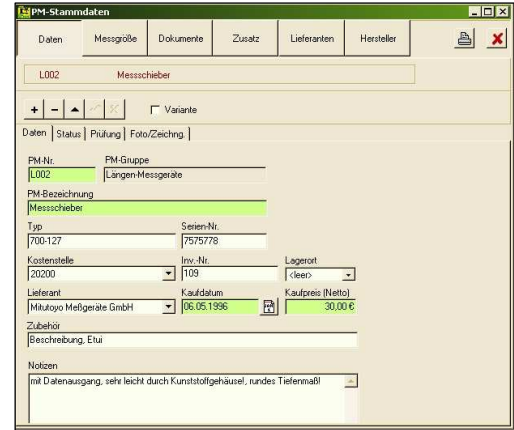 PM-Stammdaten
Daten Messgröße Dokumente Zusatz Lieferanten Hersteller
L002 Messschieber
Variante
Daten Status Prüfung Foto/Zeichng.
PM-Nr. PM-Gruppe
L002 Längen-Messgeräte
PM-Bezeichnung
Messschieber
Typ Serien-Nr.
700-127 7575778
Kostenstelle Inv.-Nr. Lagerort
20200 109 <leer>
Lieferant Kaufdatum Kaufpreis (Netto)
Mitutoyo Meßgeräte GmbH 06.05.1996 30,00 €
Zubehör
Beschreibung, Etui
Notizen
mit Datenausgang, sehr leicht durch Kunststoffgehäuse!, rundes Tiefenmaß!